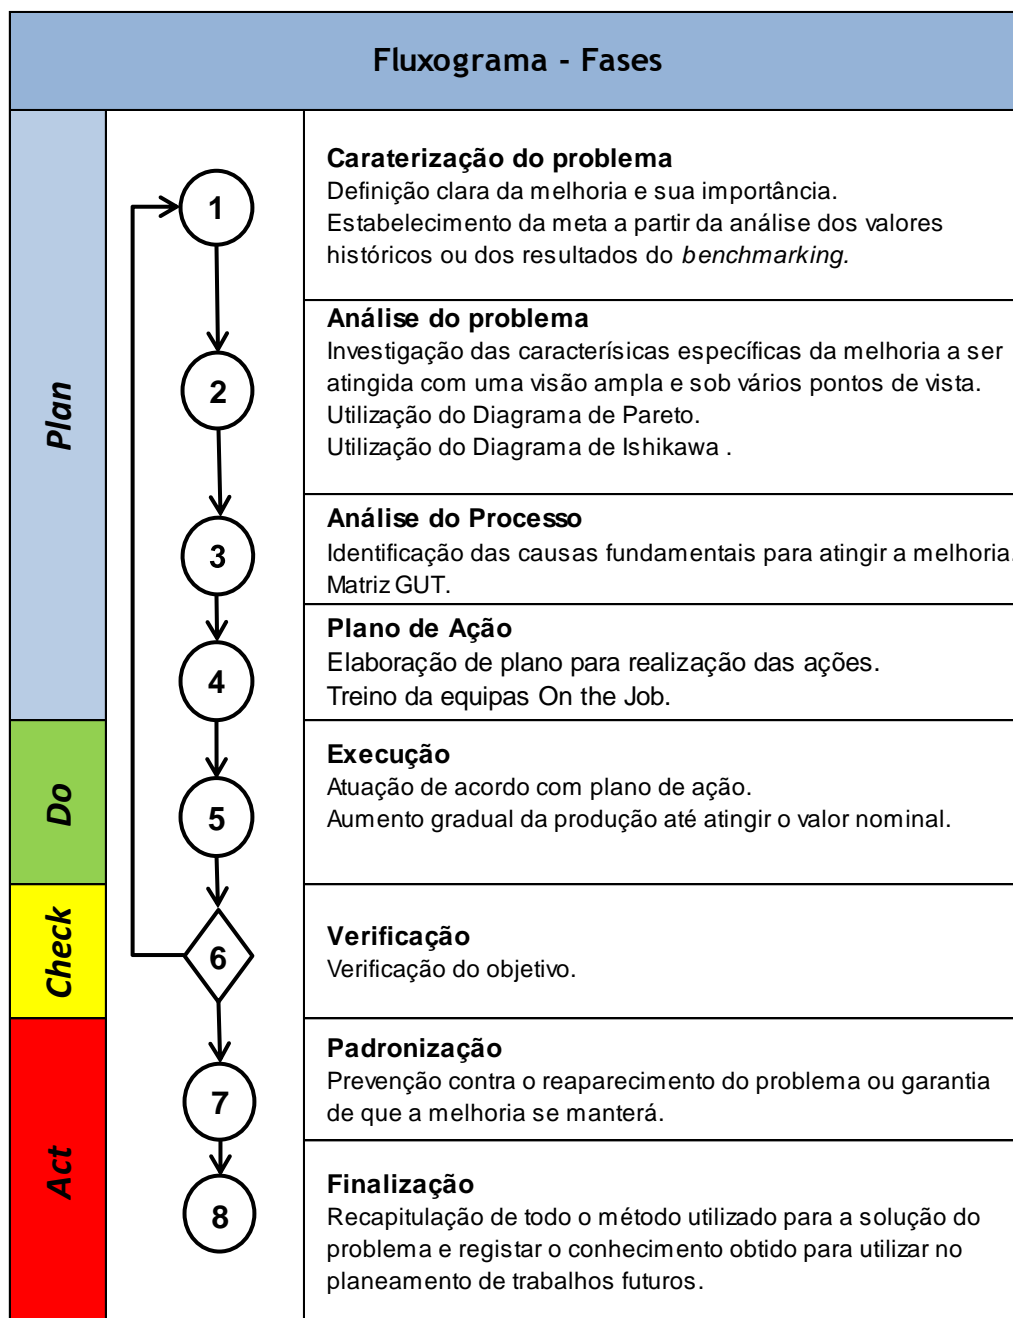 Fluxograma - Fases
Plan
1
Caraterização do problema
Definição clara da melhoria e sua importância.
Estabelecimento da meta a partir da análise dos valores
históricos ou dos resultados do benchmarking.
2
Análise do problema
Investigação das caracterísicas específicas da melhoria a ser
atingida com uma visão ampla e sob vários pontos de vista.
Utilização do Diagrama de Pareto.
Utilização do Diagrama de Ishikawa .
3
Análise do Processo
Identificação das causas fundamentais para atingir a melhoria.
Matriz GUT.
4
Plano de Ação
Elaboração de plano para realização das ações.
Treino da equipas On the Job.
Do
5
Execução
Atuação de acordo com plano de ação.
Aumento gradual da produção até atingir o valor nominal.
Check
6
Verificação
Verificação do objetivo.
Act
7
Padronização
Prevenção contra o reaparecimento do problema ou garantia
de que a melhoria se manterá.
8
Finalização
Recapitulação de todo o método utilizado para a solução do
problema e registar o conhecimento obtido para utilizar no
planeamento de trabalhos futuros.